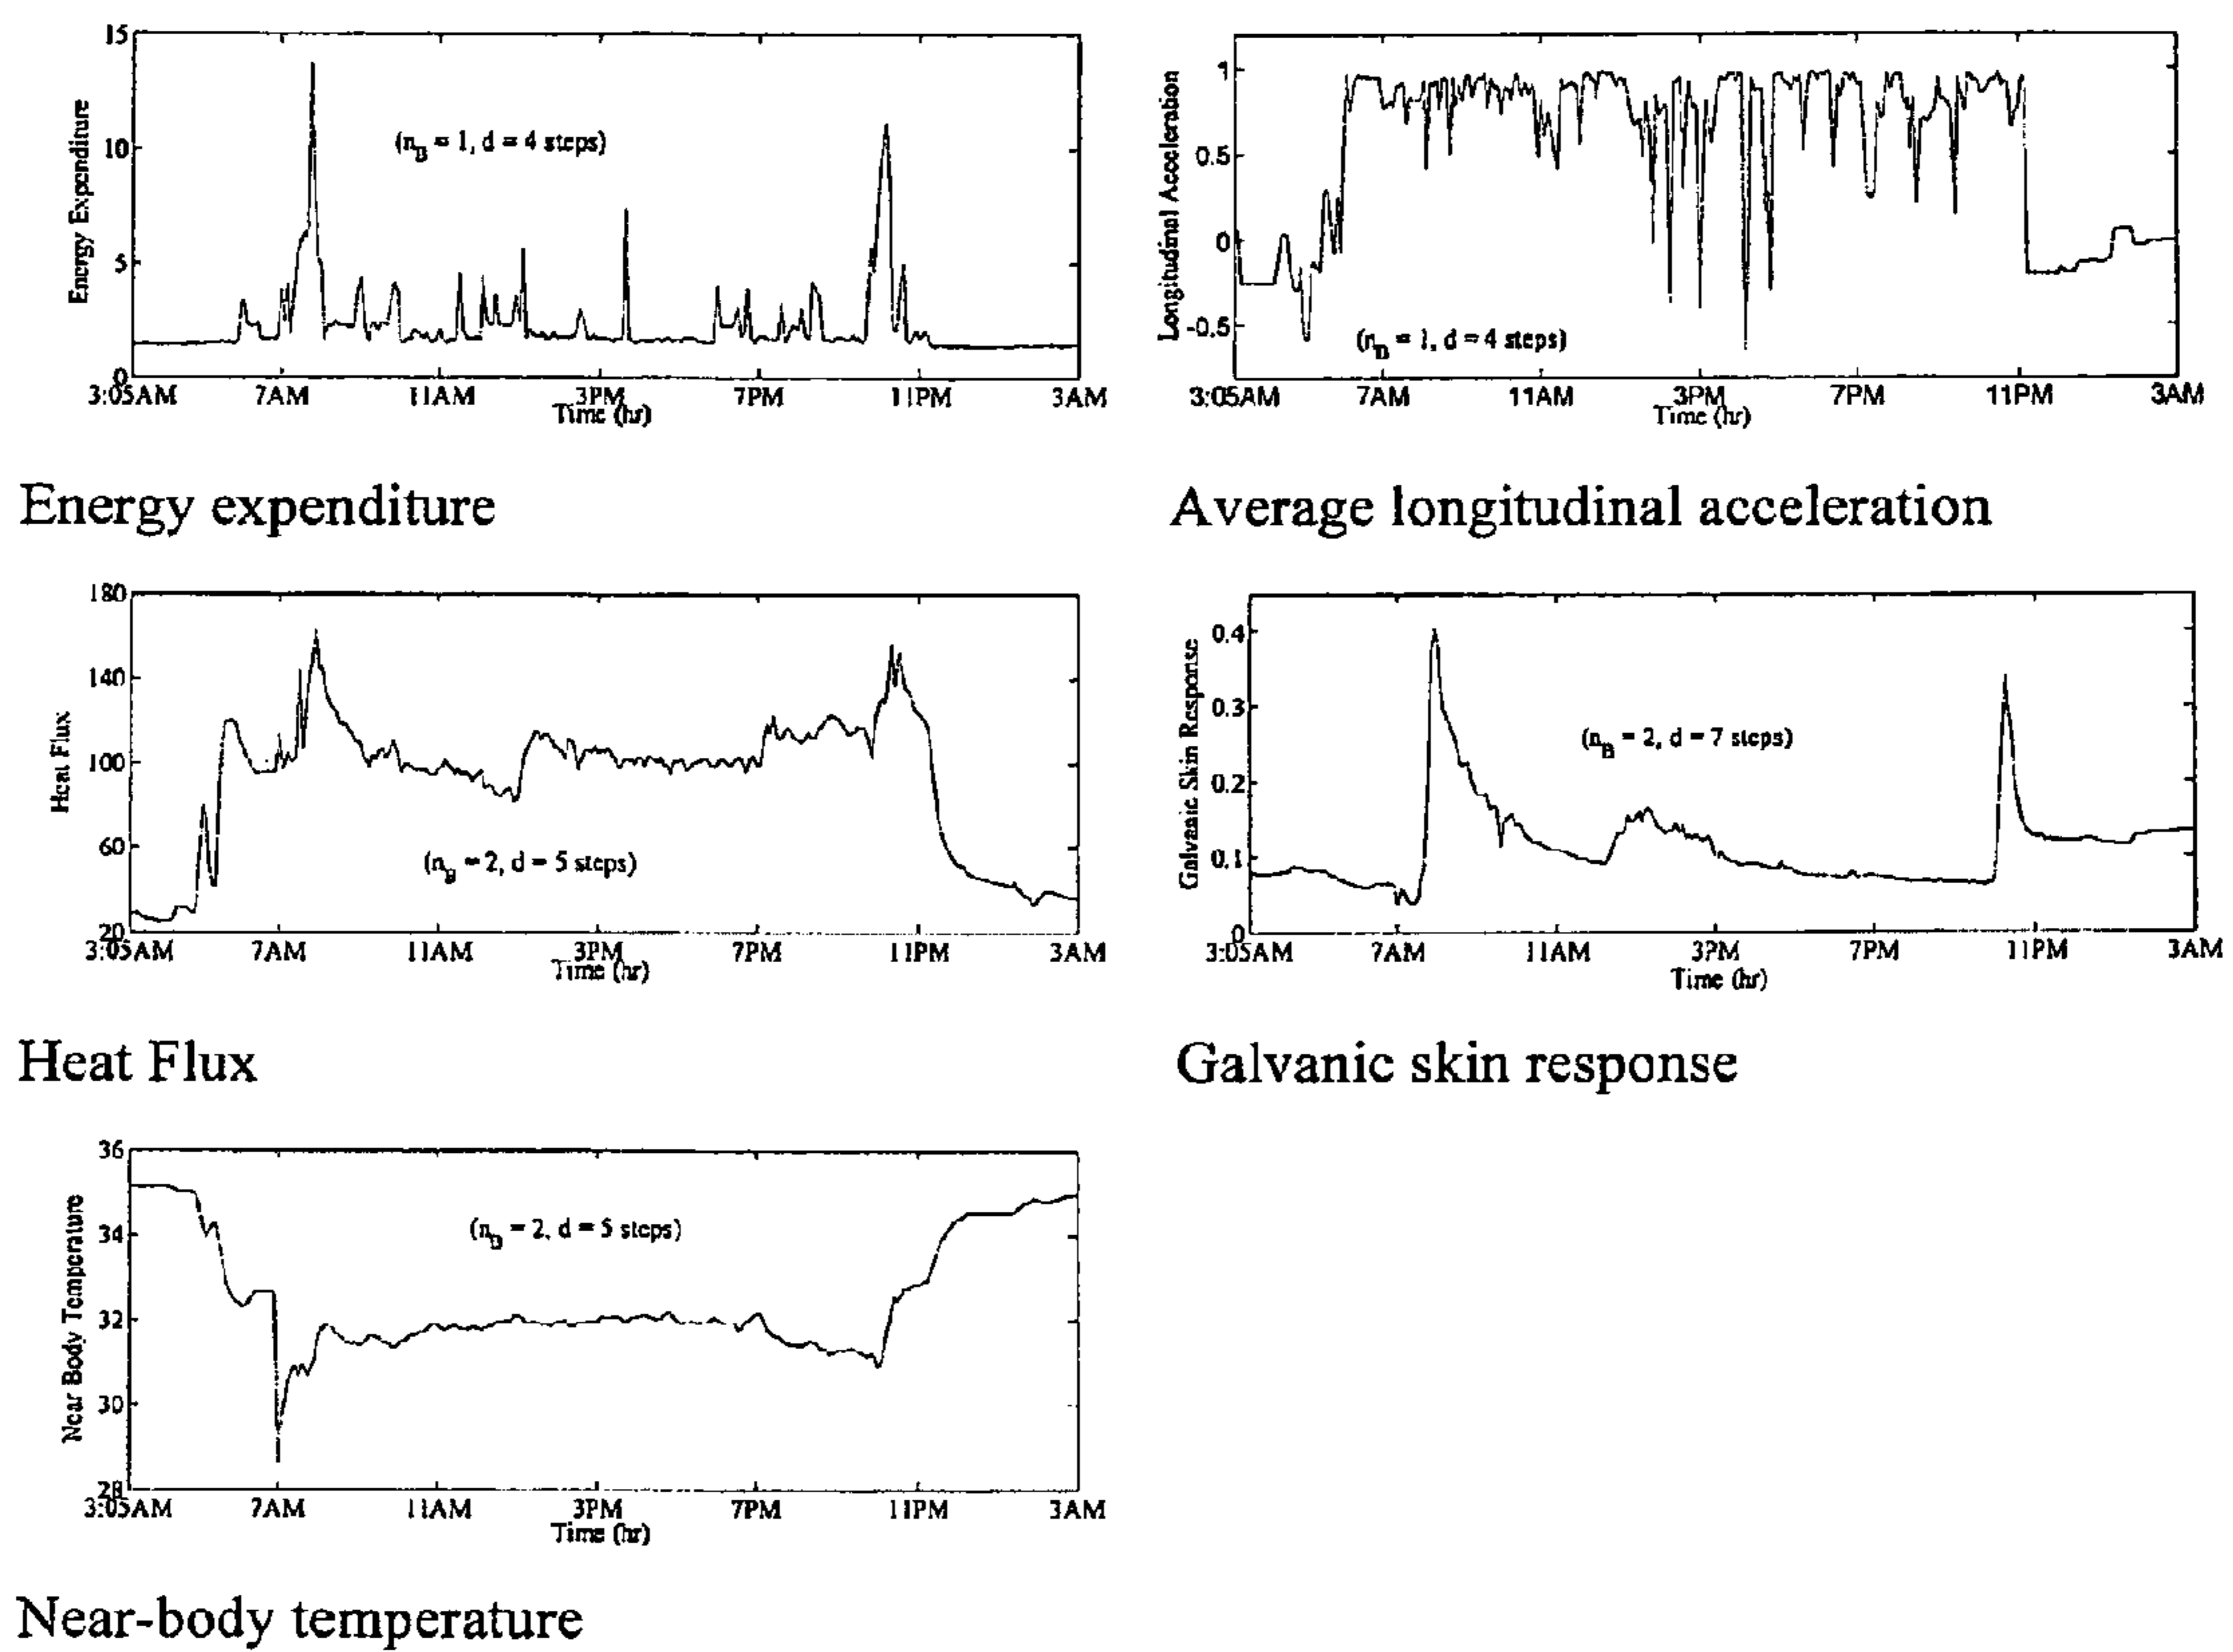 15
10
5
0
Energy Expenditure
(nB = 1, d = 4 steps)
3:05AM 7AM 11AM 3PM 7PM 11PM 3AM
Time (hr)
Energy expenditure
1
0.5
0
-0.5
Longitudinal Acceleration
(nB = 1, d = 4 steps)
3:05AM 7AM 11AM 3PM 7PM 11PM 3AM
Time (hr)
Average longitudinal acceleration
180
140
100
60
20
Heat Flux
(nB = 2, d = 5 steps)
3:05AM 7AM 11AM 3PM 7PM 11PM 3AM
Time (hr)
Heat Flux
0.4
0.3
0.2
0.1
0
Galvanic Skin Response
(nB = 2, d = 7 steps)
3:05AM 7AM 11AM 3PM 7PM 11PM 3AM
Time (hr)
Galvanic skin response
36
34
32
30
28
Near Body Temperature
(nB = 2, d = 5 steps)
3:05AM 7AM 11AM 3PM 7PM 11PM 3AM
Time (hr)
Near-body temperature